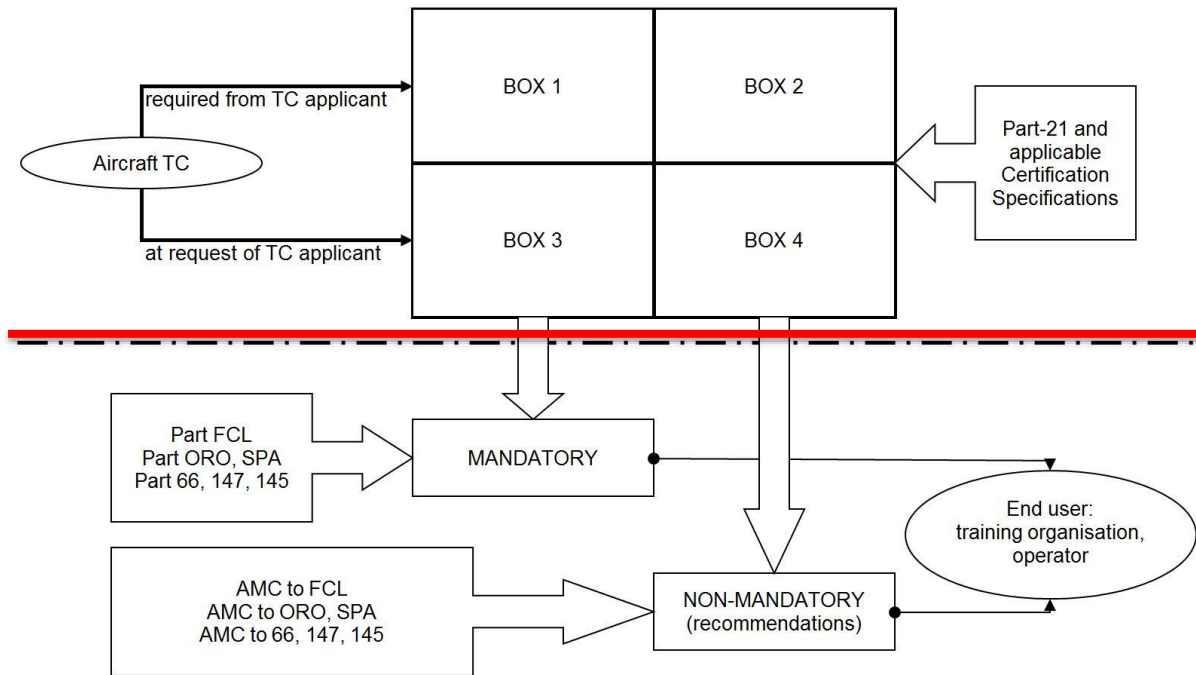 BOX 1
BOX 2
required from TC applicant
Aircraft TC
Part-21 and
applicable
Certification
Specifications
BOX 3
BOX 4
at request of TC applicant
Part FCL
Part ORO, SPA
Part 66, 147, 145
MANDATORY
End user:
training organisation,
operator
AMC to FCL
AMC to ORO, SPA
AMC to 66, 147, 145
NON-MANDATORY
(recommendations)